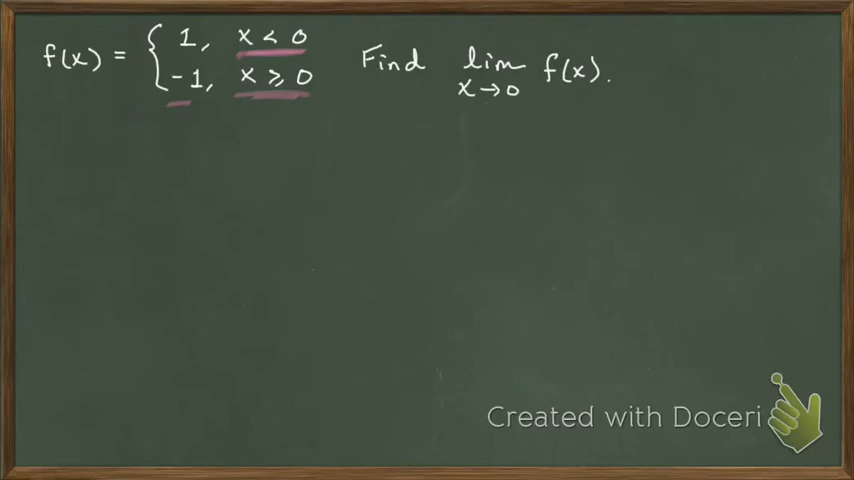 f(x) = { 1, x < 0
-1, x ⩾ 0
Find lim f(x).
x→0
Created with Doceri